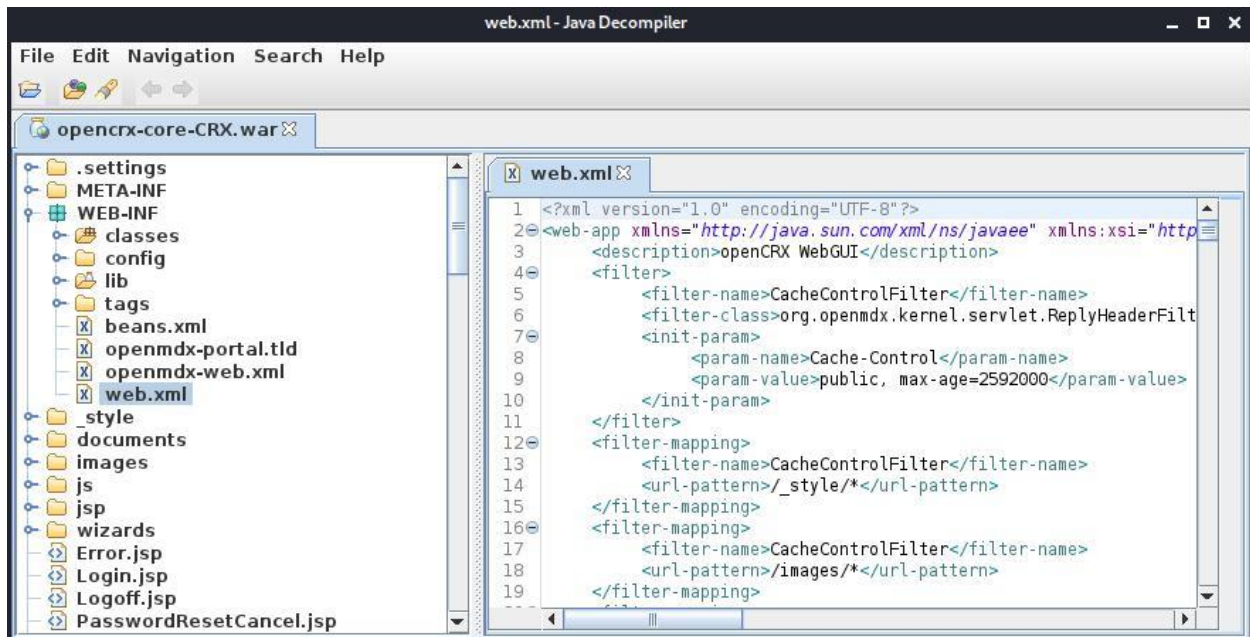 web.xml - Java Decompiler
File Edit Navigation Search Help
opencrx-core-CRX.war
.settings
META-INF
WEB-INF
classes
config
lib
tags
beans.xml
openmdx-portal.tld
openmdx-web.xml
web.xml
_style
documents
images
js
jsp
wizards
Error.jsp
Login.jsp
Logoff.jsp
PasswordResetCancel.jsp
web.xml
1 <?xml version="1.0" encoding="UTF-8"?>
2 <web-app xmlns="http://java.sun.com/xml/ns/javaee" xmlns:xsi="http
3 <description>openCRX WebGUI</description>
4 <filter>
5 <filter-name>CacheControlFilter</filter-name>
6 <filter-class>org.openmdx.kernel.servlet.ReplyHeaderFilt
7 <init-param>
8 <param-name>Cache-Control</param-name>
9 <param-value>public, max-age=2592000</param-value>
10 </init-param>
11 </filter>
12 <filter-mapping>
13 <filter-name>CacheControlFilter</filter-name>
14 <url-pattern>/_style/*</url-pattern>
15 </filter-mapping>
16 <filter-mapping>
17 <filter-name>CacheControlFilter</filter-name>
18 <url-pattern>/images/*</url-pattern>
19 </filter-mapping>